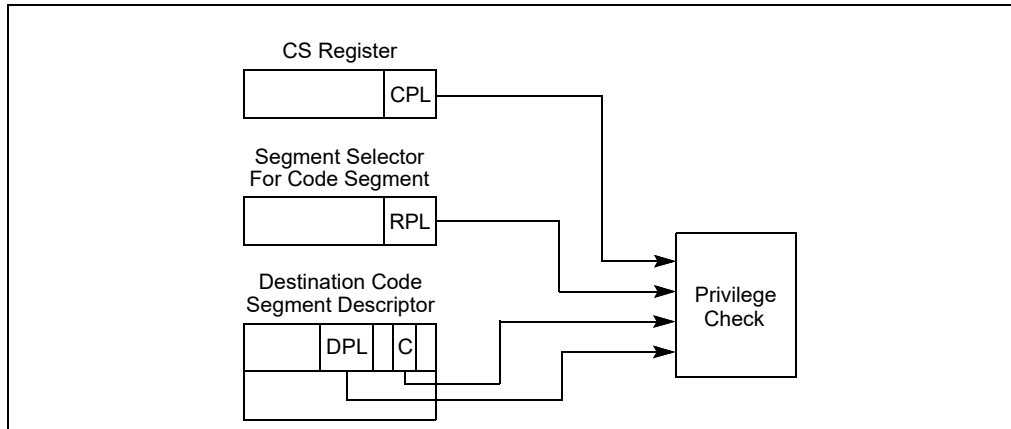 CS Register
CPL
Segment Selector
For Code Segment
RPL
Destination Code
Segment Descriptor
DPL
C
Privilege
Check